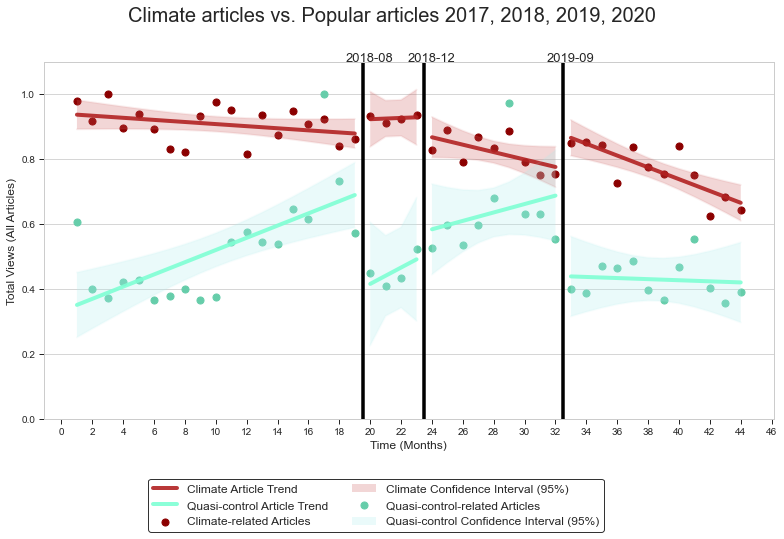 Climate articles vs. Popular articles 2017, 2018, 2019, 2020
2018-08 2018-12 2019-09
1.0
0.8
0.6
0.4
0.2
0.0
Total Views (All Articles)
0 2 4 6 8 10 12 14 16 18 20 22 24 26 28 30 32 34 36 38 40 42 44 46
Time (Months)
Climate Article Trend
Quasi-control Article Trend
Climate-related Articles
Climate Confidence Interval (95%)
Quasi-control-related Articles
Quasi-control Confidence Interval (95%)